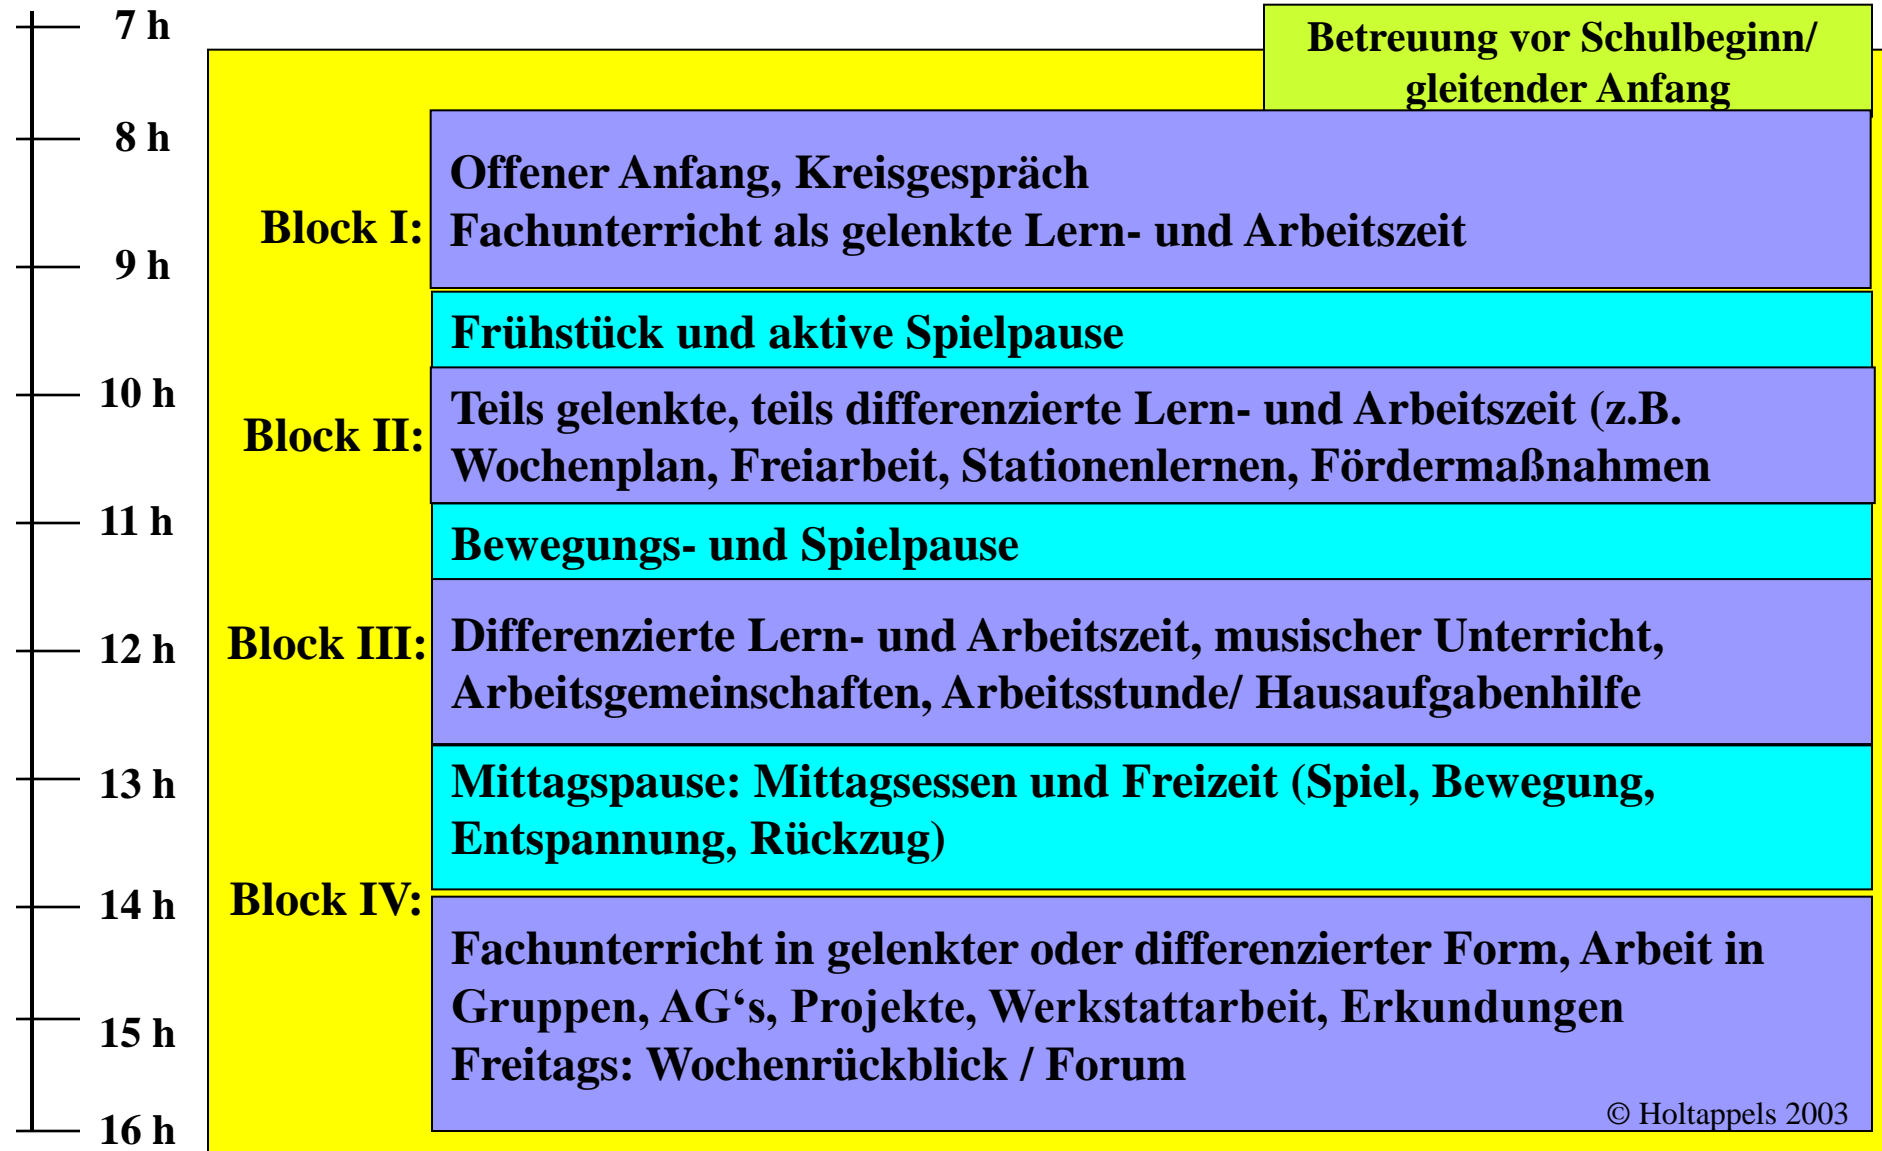 7 h
Betreuung vor Schulbeginn/
gleitender Anfang
8 h
Offener Anfang, Kreisgespräch
Block I:
Fachunterricht als gelenkte Lern- und Arbeitszeit
9 h
Frühstück und aktive Spielpause
10 h
Teils gelenkte, teils differenzierte Lern- und Arbeitszeit (z.B.
Block II:
Wochenplan, Freiarbeit, Stationenlernen, Fördermaßnahmen
11 h
Bewegungs- und Spielpause
12 h
Block III:
Differenzierte Lern- und Arbeitszeit, musischer Unterricht,
Arbeitsgemeinschaften, Arbeitsstunde/ Hausaufgabenhilfe
13 h
Mittagspause: Mittagsessen und Freizeit (Spiel, Bewegung,
Entspannung, Rückzug)
14 h
Block IV:
Fachunterricht in gelenkter oder differenzierter Form, Arbeit in
Gruppen, AG‘s, Projekte, Werkstattarbeit, Erkundungen
15 h
Freitags: Wochenrückblick / Forum
16 h
© Holtappels 2003